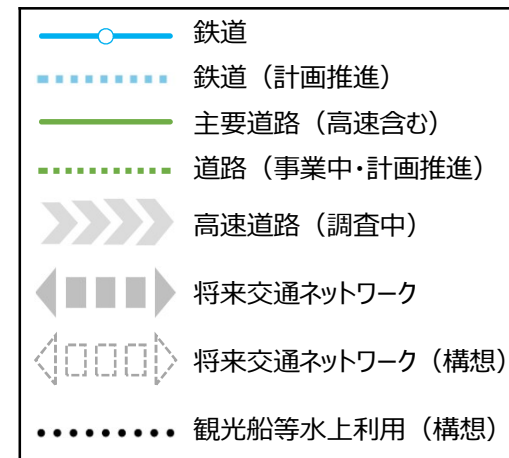 鉄道
鉄道（計画推進）
主要道路（高速含む）
道路（事業中・計画推進）
高速道路（調査中）
将来交通ネットワーク
将来交通ネットワーク（構想）
観光船等水上利用（構想）